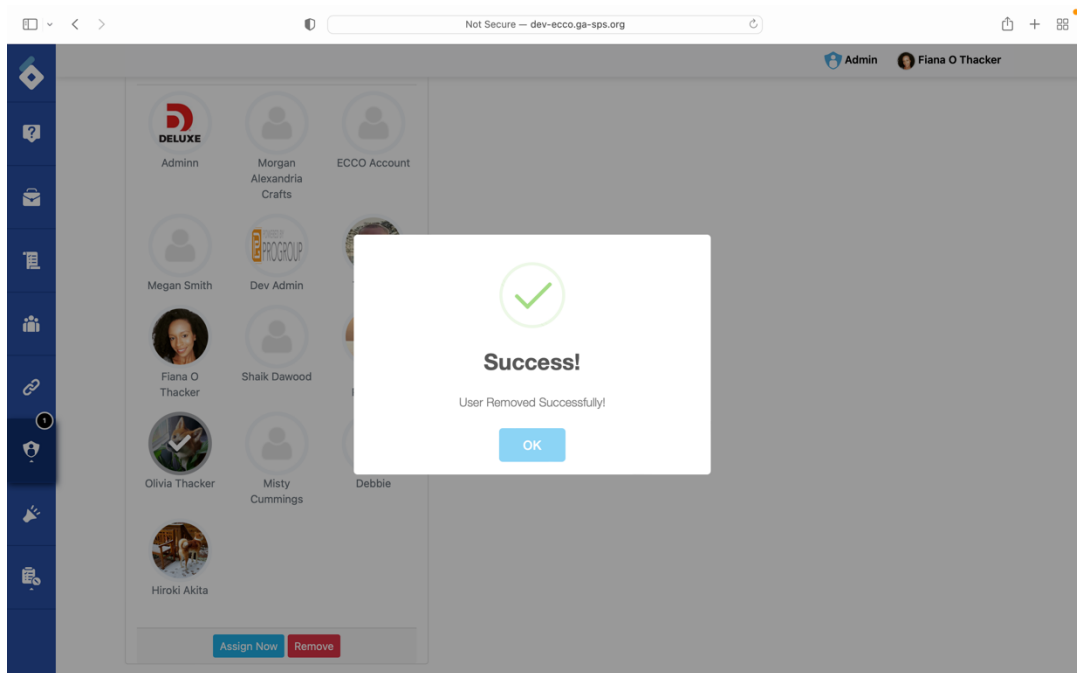 Not Secure — dev-ecco.ga-sps.org
Admin
Fiana O Thacker
DELUXE
Adminn
Morgan
Alexandria
Crafts
ECCO Account
PROGROUP
Megan Smith
Dev Admin
Fiana O
Thacker
Shaik Dawood
1
Olivia Thacker
Misty
Cummings
Debbie
Hiroki Akita
Assign Now
Remove
Success!
User Removed Successfully!
OK